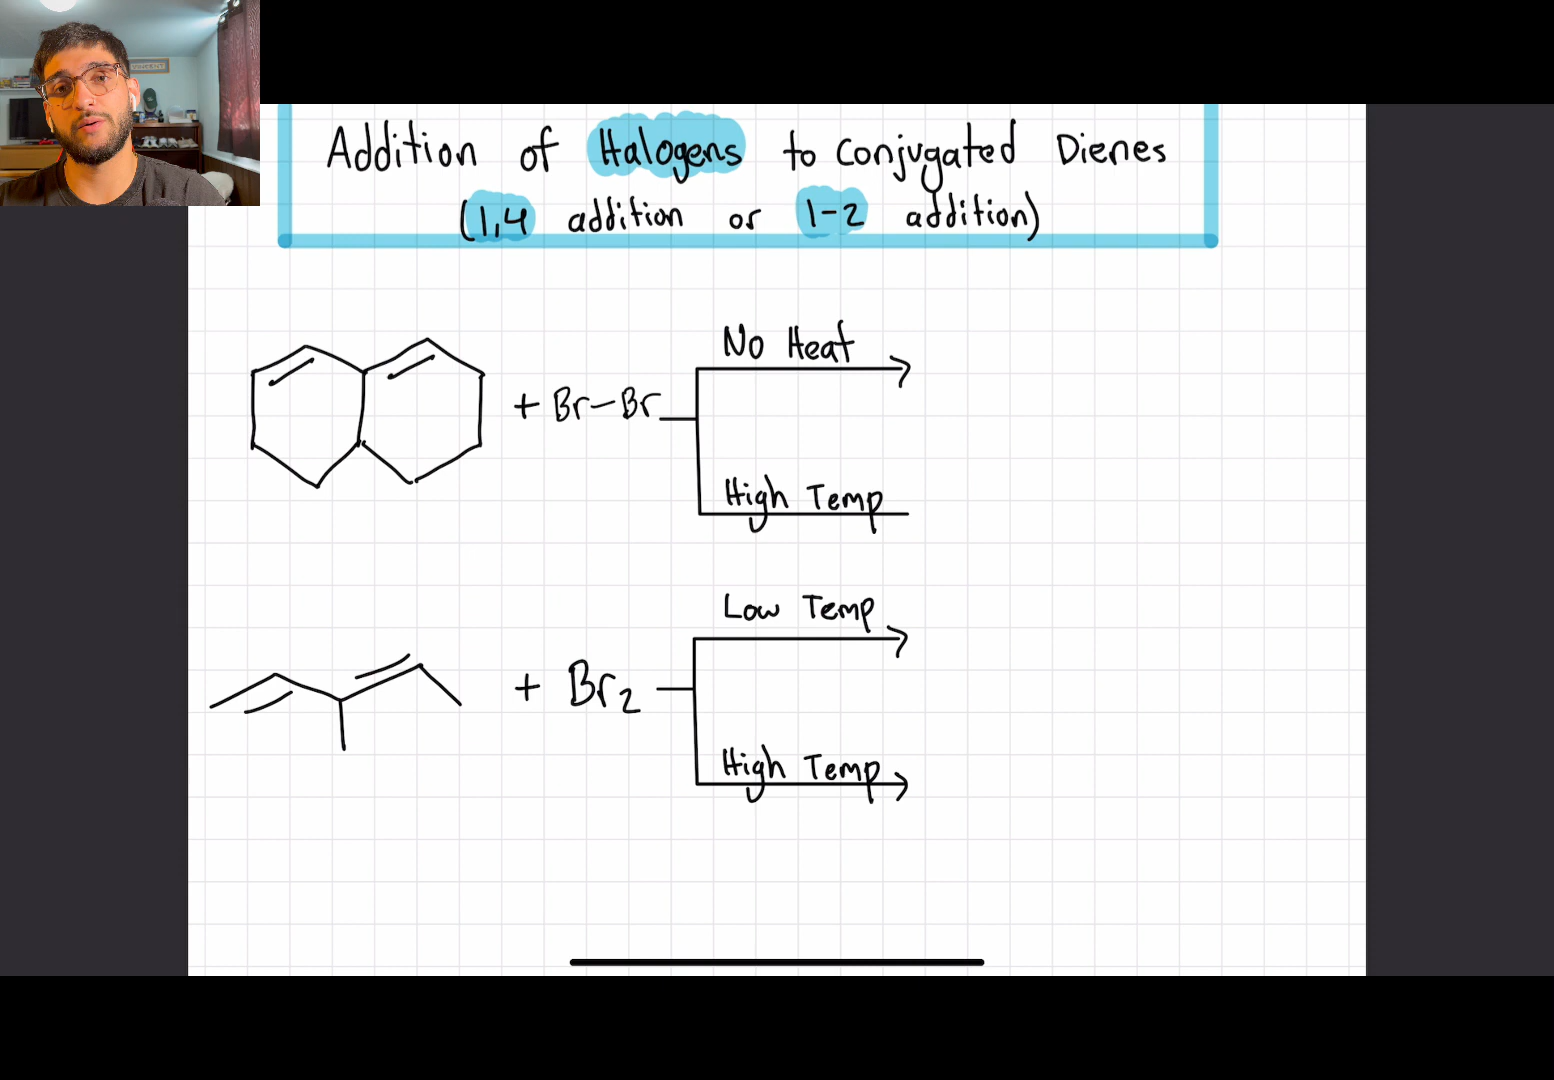 Addition of Halogens to Conjugated Dienes
(1,4 addition or 1-2 addition)
No Heat
+ Br-Br
High Temp
Low Temp
+ Br2
High Temp